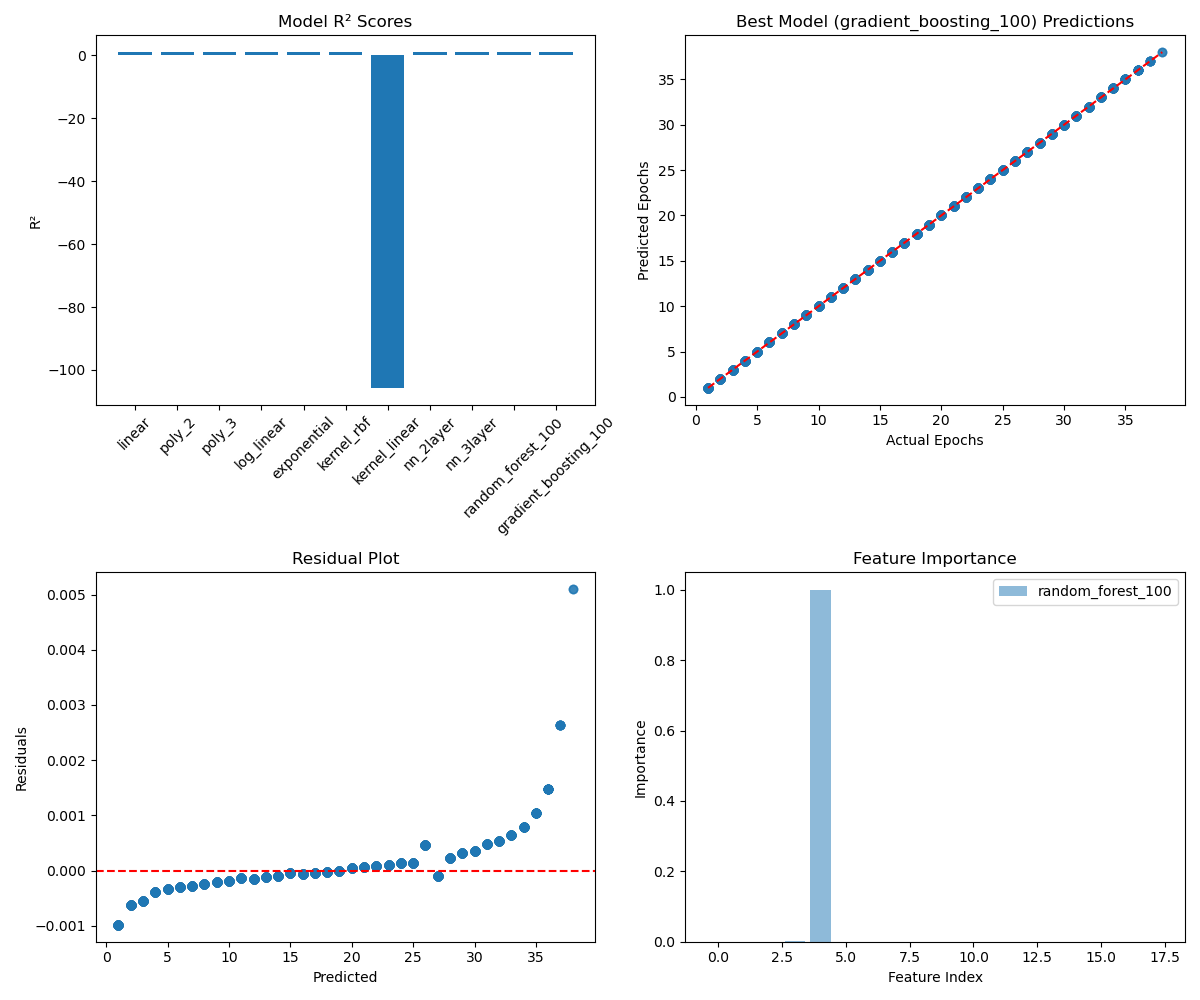 Model R² Scores
R²
0
−20
−40
−60
−80
−100
linear
poly_2
poly_3
log_linear
exponential
kernel_rbf
kernel_linear
nn_2layer
nn_3layer
random_forest_100
gradient_boosting_100
Best Model (gradient_boosting_100) Predictions
Predicted Epochs
35
30
25
20
15
10
5
0
0 5 10 15 20 25 30 35
Actual Epochs
Residual Plot
Residuals
0.005
0.004
0.003
0.002
0.001
0.000
−0.001
0 5 10 15 20 25 30 35
Predicted
Feature Importance
random_forest_100
Importance
1.0
0.8
0.6
0.4
0.2
0.0
0.0 2.5 5.0 7.5 10.0 12.5 15.0 17.5
Feature Index